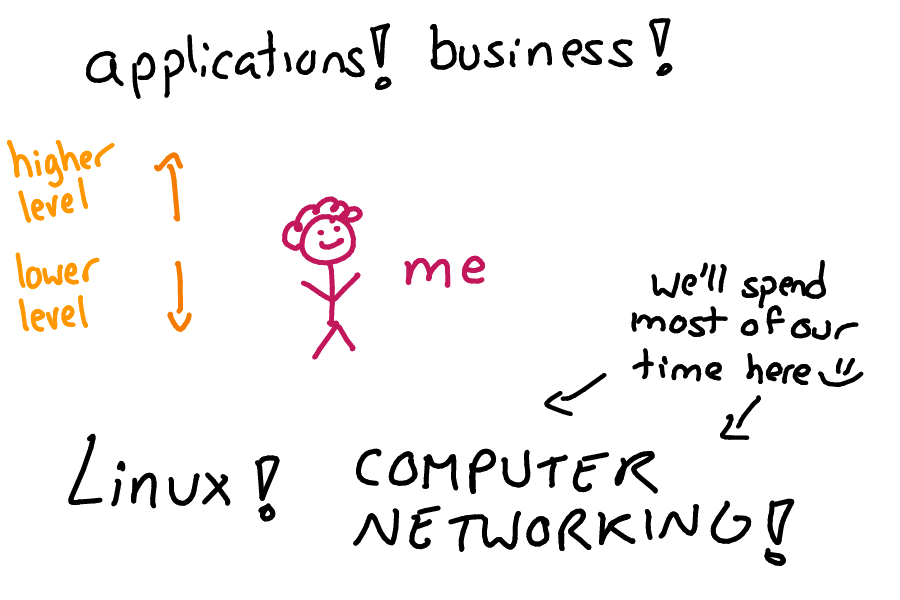 applications! business!
higher
level
lower
level
me
we'll spend
most of our
time here
Linux!
COMPUTER
NETWORKING!